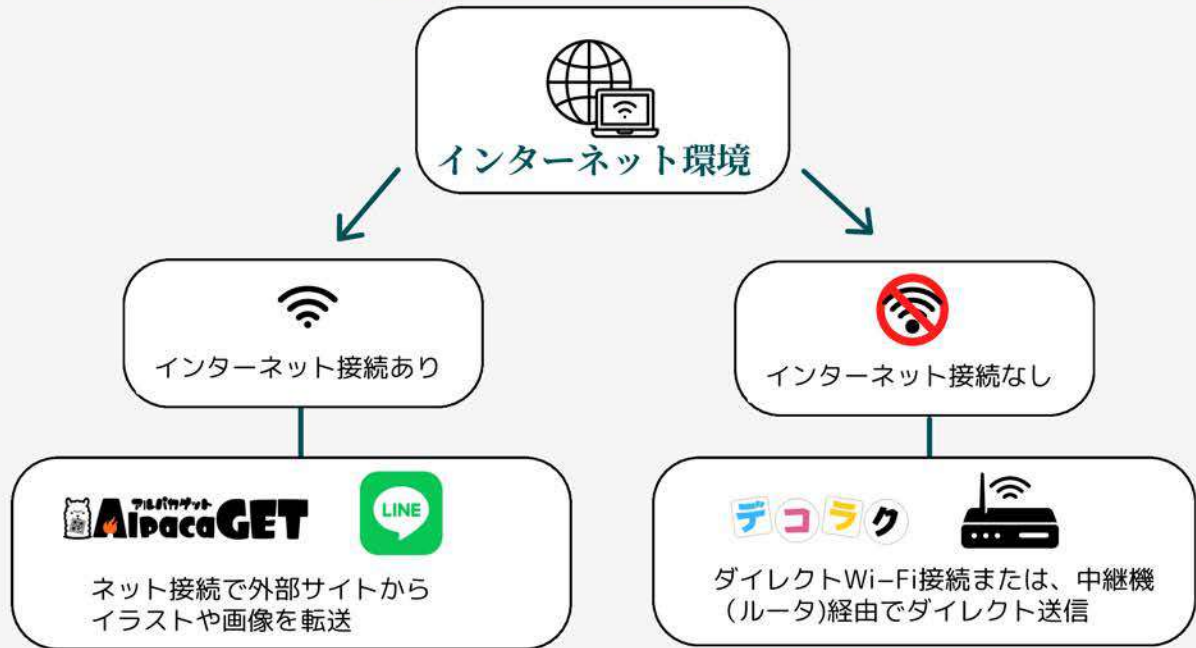 インターネット環境
インターネット接続あり
インターネット接続なし
アルパカゲット
AlpacaGET
LINE
ネット接続で外部サイトから
イラストや画像を転送
デコラク
ダイレクトWi-Fi接続または、中継機
（ルータ)経由でダイレクト送信